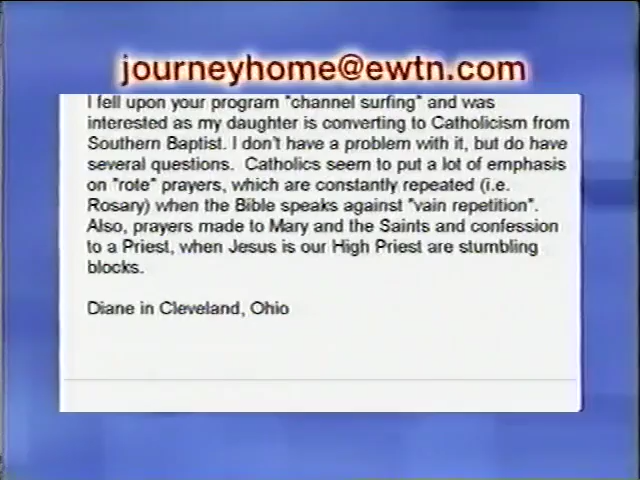 journeyhome@ewtn.com
I fell upon your program "channel surfing" and was
interested as my daughter is converting to Catholicism from
Southern Baptist. I don't have a problem with it, but do have
several questions.  Catholics seem to put a lot of emphasis
on "rote" prayers, which are constantly repeated (i.e.
Rosary) when the Bible speaks against "vain repetition".
Also, prayers made to Mary and the Saints and confession
to a Priest, when Jesus is our High Priest are stumbling
blocks.
Diane in Cleveland, Ohio